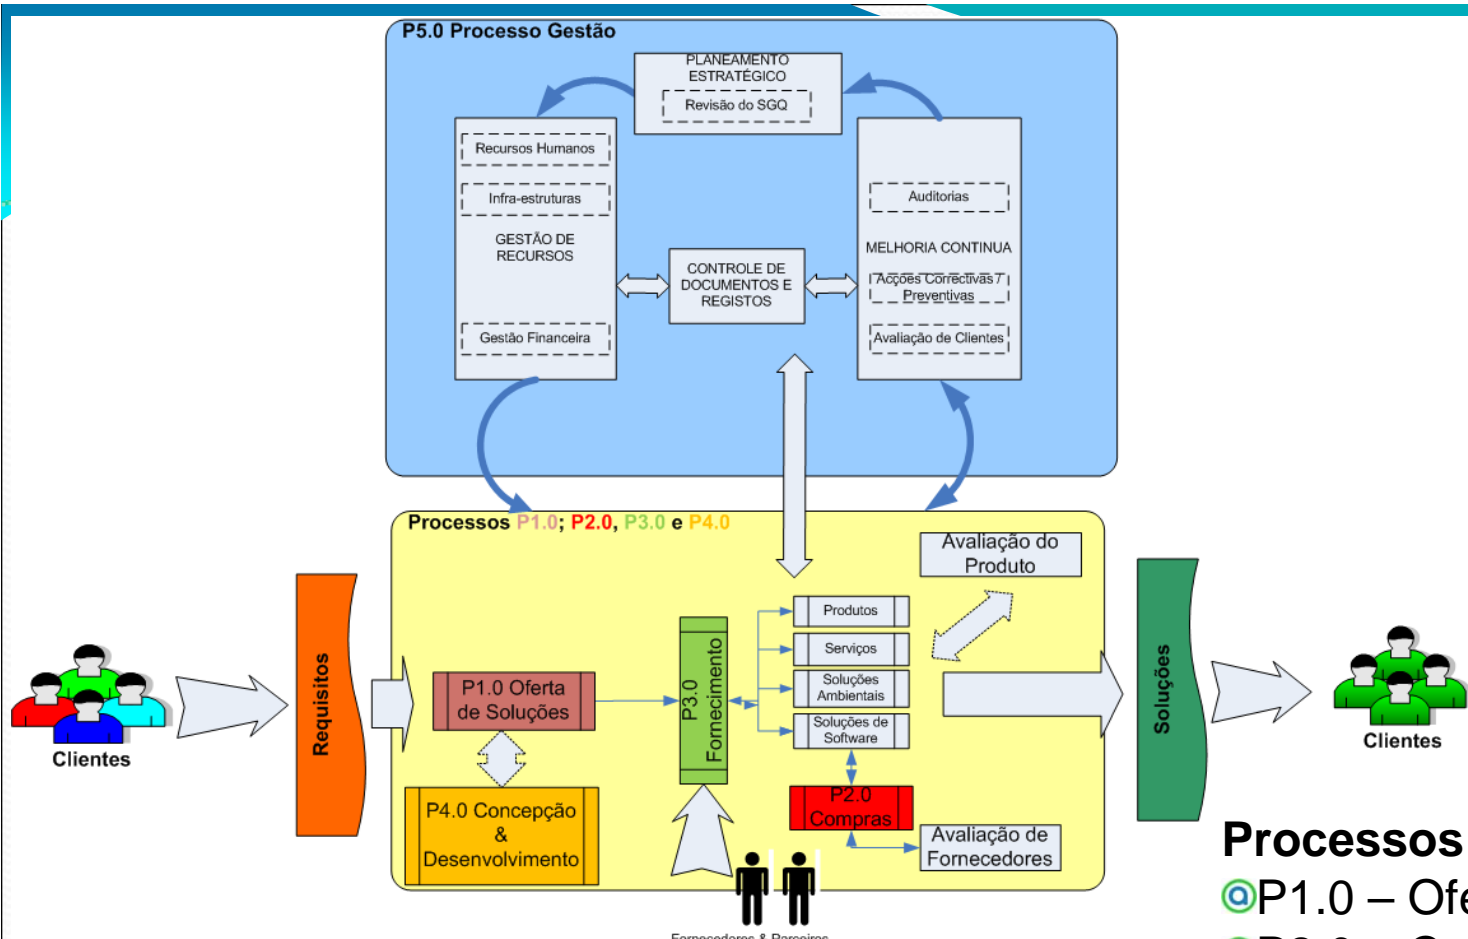 P5.0 Processo Gestão
PLANEAMENTO
ESTRATÉGICO
Revisão do SGQ
Recursos Humanos
Infra-estruturas
GESTÃO DE
RECURSOS
Gestão Financeira
CONTROLE DE
DOCUMENTOS E
REGISTOS
Auditorias
MELHORIA CONTINUA
Acções Correctivas /
Preventivas
Avaliação de Clientes
Processos P1.0; P2.0, P3.0 e P4.0
Avaliação do
Produto
Clientes
Requisitos
P1.0 Oferta
de Soluções
P4.0 Concepção
&
Desenvolvimento
P3.0
Fornecimento
Produtos
Serviços
Soluções
Ambientais
Soluções de
Software
P2.0
Compras
Avaliação de
Fornecedores
Fornecedores & Parceiros
Soluções
Clientes
Processos
P1.0 – Ofe